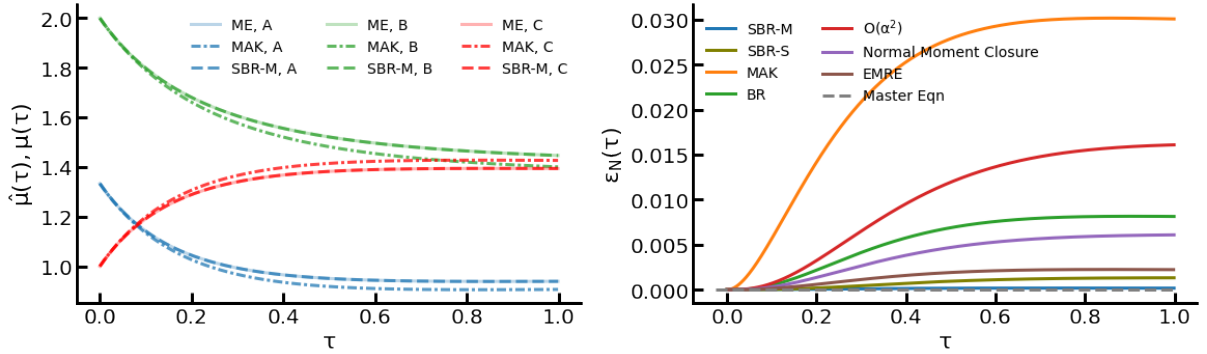 2.0
1.8
1.6
1.4
1.2
1.0
μ̂(τ), μ(τ)
ME, A
MAK, A
SBR-M, A
ME, B
MAK, B
SBR-M, B
ME, C
MAK, C
SBR-M, C
0.0 0.2 0.4 0.6 0.8 1.0
τ
0.030
0.025
0.020
0.015
0.010
0.005
0.000
ε_N(τ)
SBR-M
SBR-S
MAK
BR
O(α²)
Normal Moment Closure
EMRE
Master Eqn
0.0 0.2 0.4 0.6 0.8 1.0
τ